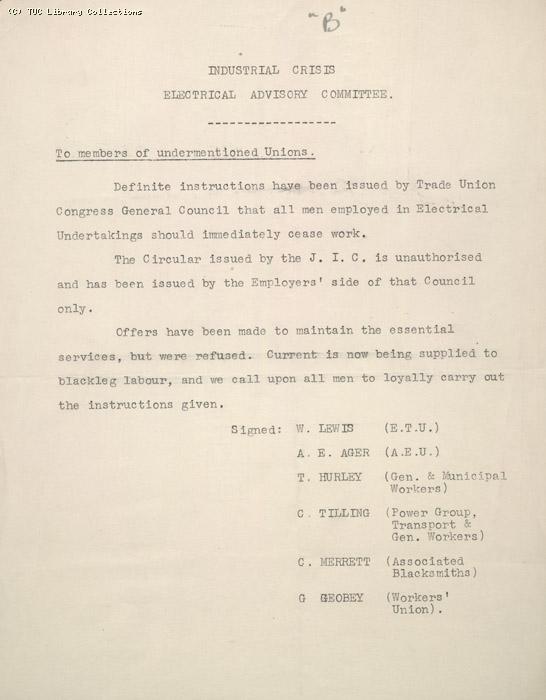 (C) TUC Library Collections
"B"
INDUSTRIAL CRISIS
ELECTRICAL ADVISORY COMMITTEE.
------------------
To members of undermentioned Unions.
Definite instructions have been issued by Trade Union
Congress General Council that all men employed in Electrical
Undertakings should immediately cease work.
The Circular issued by the J. I. C. is unauthorised
and has been issued by the Employers' side of that Council
only.
Offers have been made to maintain the essential
services, but were refused. Current is now being supplied to
blackleg labour, and we call upon all men to loyally carry out
the instructions given.
Signed: W. LEWIS (E.T.U.)
A. E. AGER (A.E.U.)
T. HURLEY (Gen. & Municipal
Workers)
C. TILLING (Power Group,
Transport &
Gen. Workers)
C. MERRETT (Associated
Blacksmiths)
G GEOBEY (Workers'
Union).